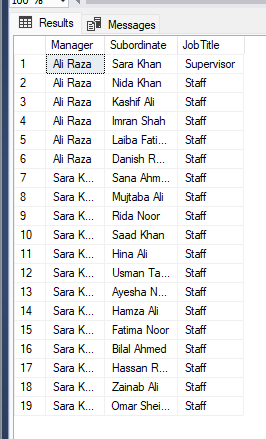 100 %
Results Messages
Manager Subordinate JobTitle
1 Ali Raza Sara Khan Supervisor
2 Ali Raza Nida Khan Staff
3 Ali Raza Kashif Ali Staff
4 Ali Raza Imran Shah Staff
5 Ali Raza Laiba Fati... Staff
6 Ali Raza Danish R... Staff
7 Sara K... Sana Ahm... Staff
8 Sara K... Mujtaba Ali Staff
9 Sara K... Rida Noor Staff
10 Sara K... Saad Khan Staff
11 Sara K... Hina Ali Staff
12 Sara K... Usman Ta... Staff
13 Sara K... Ayesha N... Staff
14 Sara K... Hamza Ali Staff
15 Sara K... Fatima Noor Staff
16 Sara K... Bilal Ahmed Staff
17 Sara K... Hassan R... Staff
18 Sara K... Zainab Ali Staff
19 Sara K... Omar Shei... Staff